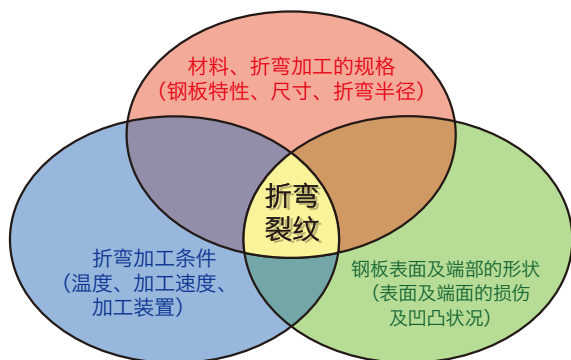 材料、折弯加工的规格
（钢板特性、尺寸、折弯半径）
折弯
裂纹
折弯加工条件
（温度、加工速度、
加工装置）
钢板表面及端部的形状
（表面及端面的损伤
及凹凸状况）